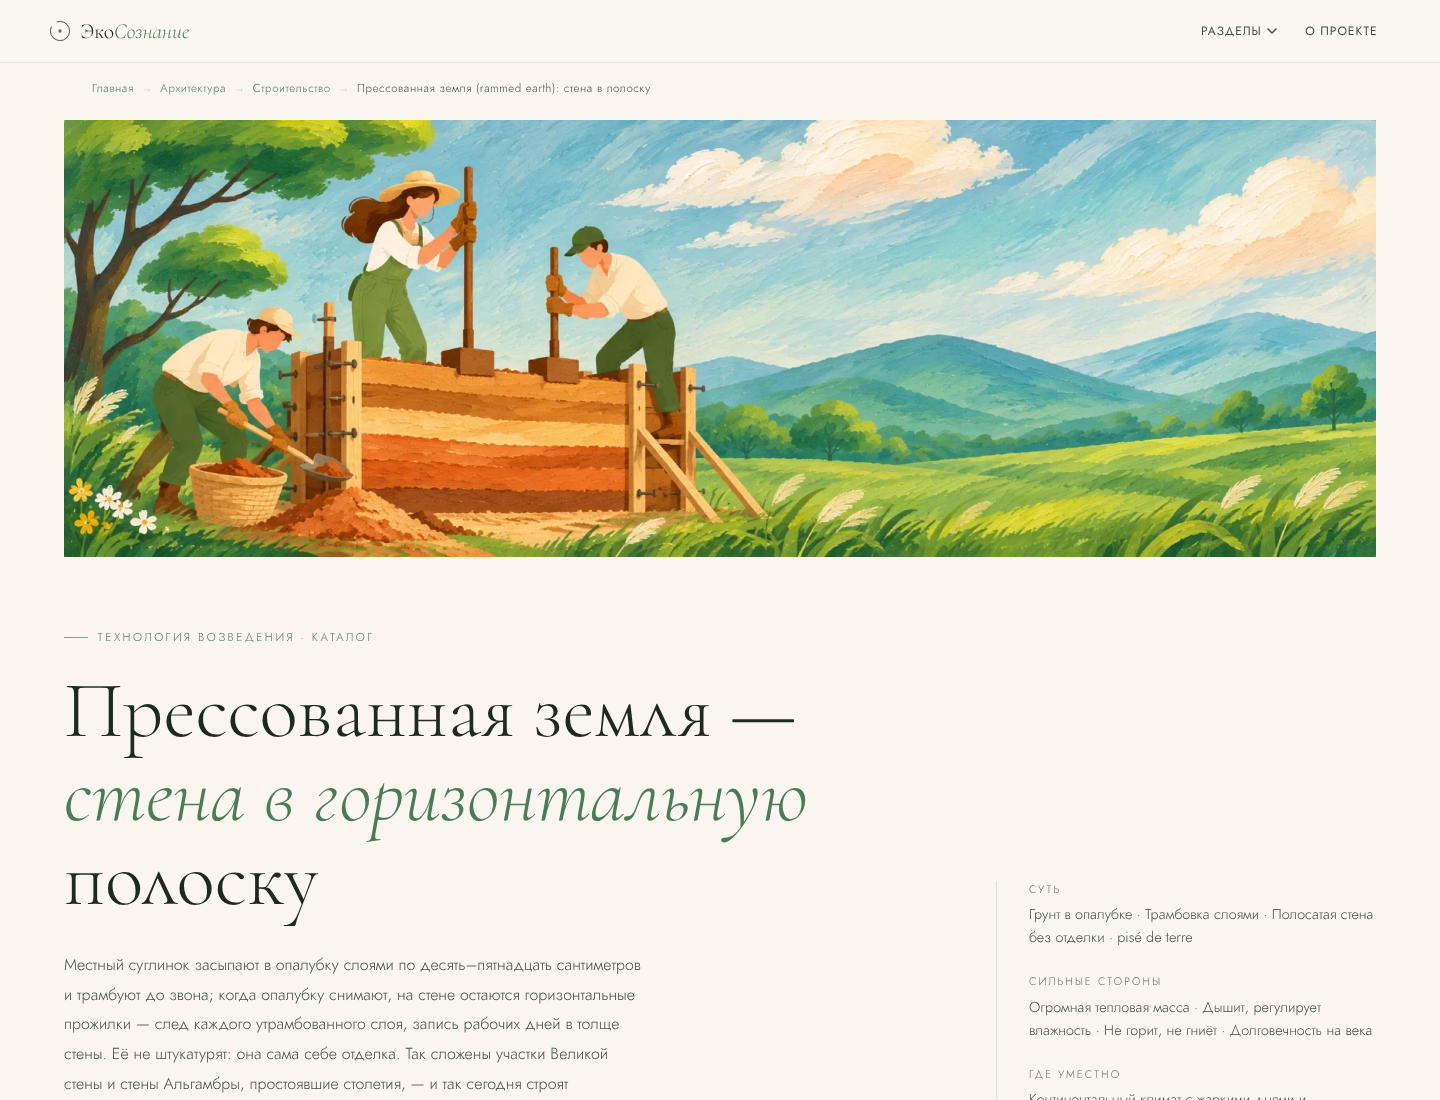 ЭкоСознание
РАЗДЕЛЫ О ПРОЕКТЕ
Главная → Архитектура → Строительство → Прессованная земля (rammed earth): стена в полоску
ТЕХНОЛОГИЯ ВОЗВЕДЕНИЯ · КАТАЛОГ
Прессованная земля —
стена в горизонтальную
полоску
Местный суглинок засыпают в опалубку слоями по десять–пятнадцать сантиметров
и трамбуют до звона; когда опалубку снимают, на стене остаются горизонтальные
прожилки — след каждого утрамбованного слоя, запись рабочих дней в толще
стены. Её не штукатурят: она сама себе отделка. Так сложены участки Великой
стены и стены Альгамбры, простоявшие столетия, — и так сегодня строят
СУТЬ
Грунт в опалубке · Трамбовка слоями · Полосатая стена
без отделки · pisé de terre
СИЛЬНЫЕ СТОРОНЫ
Огромная тепловая масса · Дышит, регулирует
влажность · Не горит, не гниёт · Долговечность на века
ГДЕ УМЕСТНО
Континентальный климат с жаркими днями и